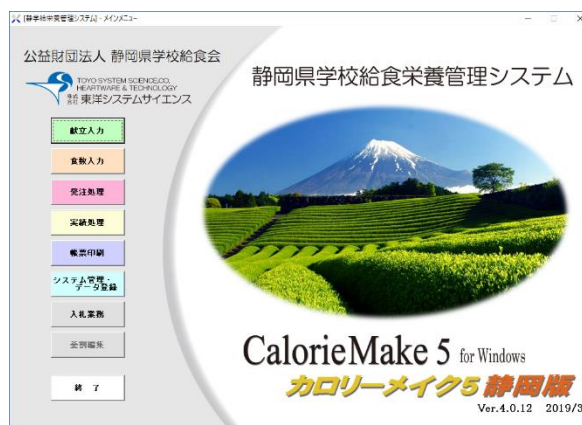 [静学給栄養管理システム] - メインメニュー
公益財団法人 静岡県学校給食会
TOYO SYSTEM SCIENCE.CO,
HEARTWARE & TECHNOLOGY
株式会社 東洋システムサイエンス
静岡県学校給食栄養管理システム
献立入力
食数入力
発注処理
実績処理
帳票印刷
システム管理・
データ登録
入札業務
終 了
CalorieMake 5 for Windows
カロリーメイク5 静岡版
Ver.4.0.12 2019/3